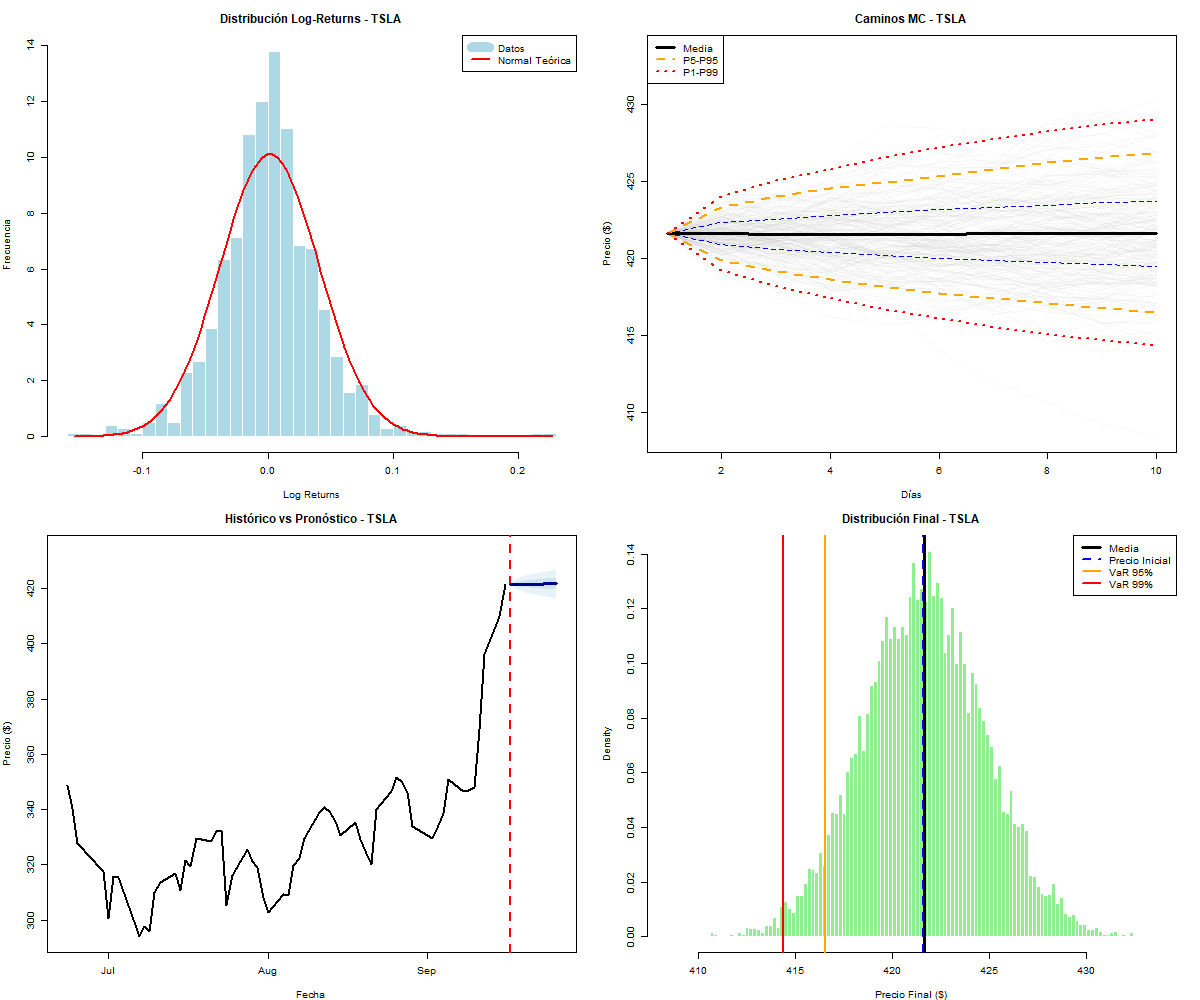 Distribución Log-Returns - TSLA
Datos
Normal Teórica
Frecuencia
14
12
10
8
6
4
2
0
-0.1
0.0
0.1
0.2
Log Returns
Caminos MC - TSLA
Media
P5-P95
P1-P99
Precio ($)
430
425
420
415
410
2
4
6
8
10
Días
Histórico vs Pronóstico - TSLA
Precio ($)
420
400
380
360
340
320
300
Jul
Aug
Sep
Fecha
Distribución Final - TSLA
Media
Precio Inicial
VaR 95%
VaR 99%
Density
0.14
0.12
0.10
0.08
0.06
0.04
0.02
0.00
410
415
420
425
430
Precio Final ($)